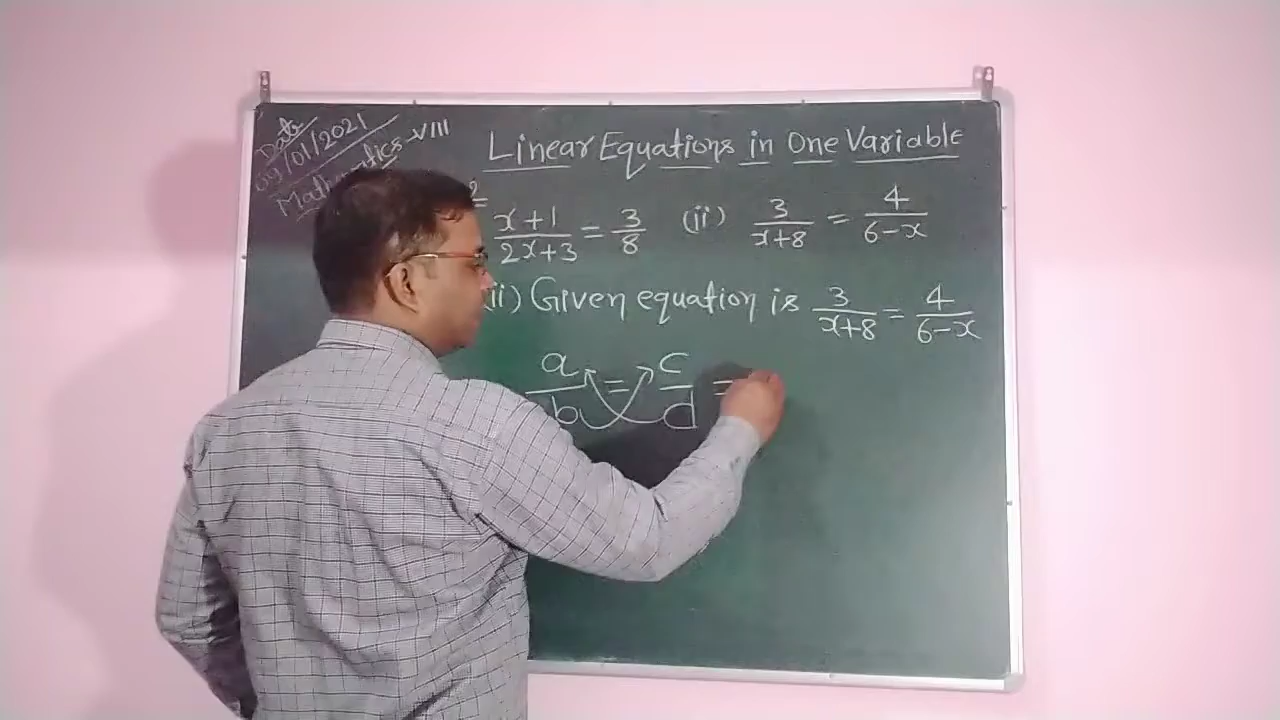 Date
09/01/2021
Mathematics-VIII
Linear Equations in One Variable
x+1/2x+3 = 3/8 (ii) 3/x+8 = 4/6-x
(ii) Given equation is 3/x+8 = 4/6-x
a/b = c/d =